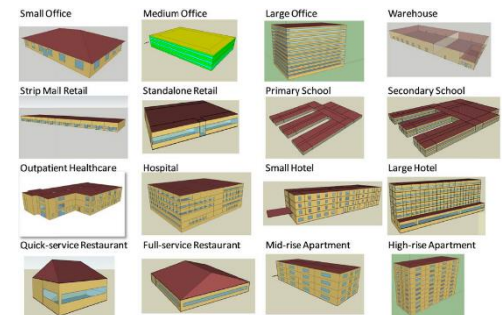 Small Office
Medium Office
Large Office
Warehouse
Strip Mall Retail
Standalone Retail
Primary School
Secondary School
Outpatient Healthcare
Hospital
Small Hotel
Large Hotel
Quick-service Restaurant
Full-service Restaurant
Mid-rise Apartment
High-rise Apartment